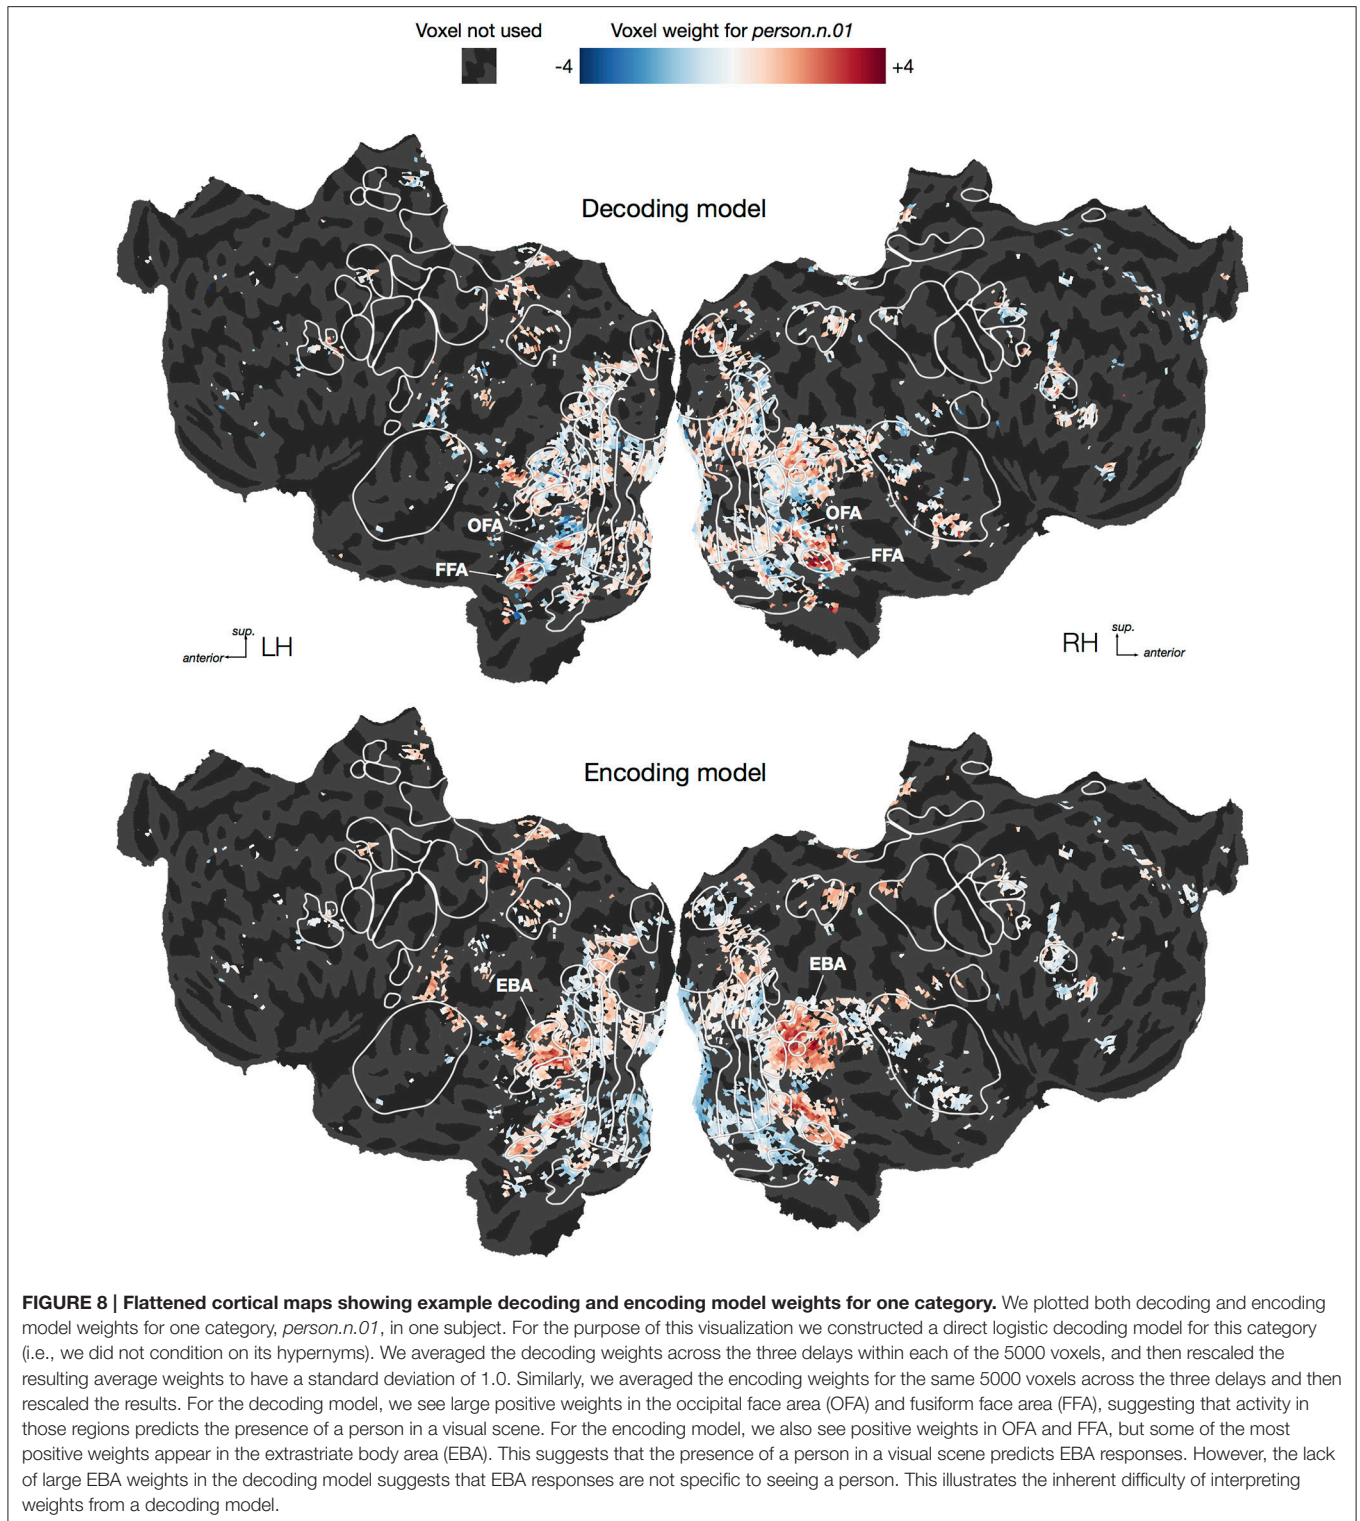 Voxel not used
Voxel weight for person.n.01
-4
+4
Decoding model
OFA
OFA
FFA
FFA
sup.
anterior
LH
RH
sup.
anterior
Encoding model
EBA
EBA
FIGURE 8 | Flattened cortical maps showing example decoding and encoding model weights for one category. We plotted both decoding and encoding
model weights for one category, person.n.01, in one subject. For the purpose of this visualization we constructed a direct logistic decoding model for this category
(i.e., we did not condition on its hypernyms). We averaged the decoding weights across the three delays within each of the 5000 voxels, and then rescaled the
resulting average weights to have a standard deviation of 1.0. Similarly, we averaged the encoding weights for the same 5000 voxels across the three delays and then
rescaled the results. For the decoding model, we see large positive weights in the occipital face area (OFA) and fusiform face area (FFA), suggesting that activity in
those regions predicts the presence of a person in a visual scene. For the encoding model, we also see positive weights in OFA and FFA, but some of the most
positive weights appear in the extrastriate body area (EBA). This suggests that the presence of a person in a visual scene predicts EBA responses. However, the lack
of large EBA weights in the decoding model suggests that EBA responses are not specific to seeing a person. This illustrates the inherent difficulty of interpreting
weights from a decoding model.